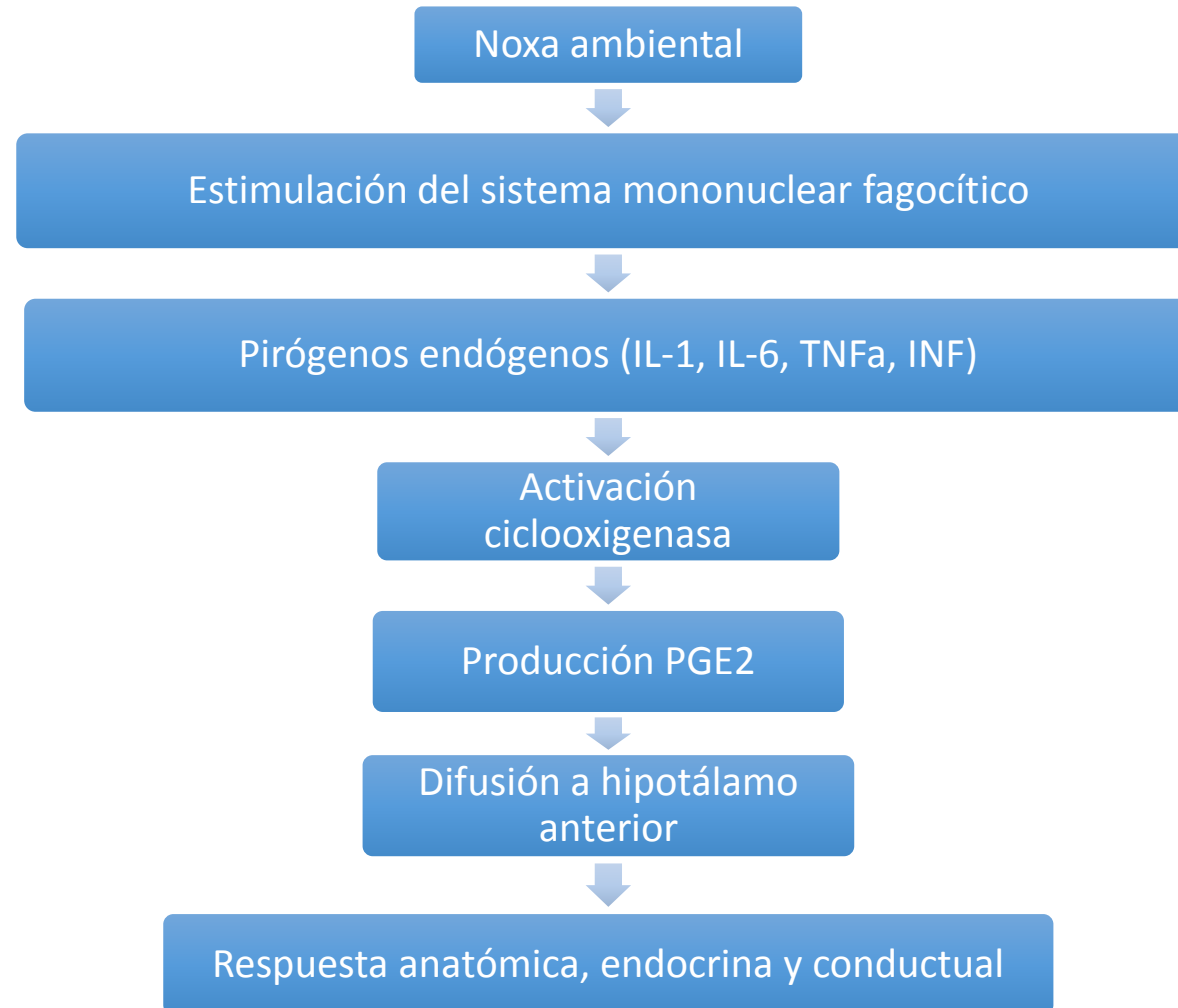 Noxa ambiental
Estimulación del sistema mononuclear fagocítico
Pirógenos endógenos (IL-1, IL-6, TNFa, INF)
Activación
ciclooxigenasa
Producción PGE2
Difusión a hipotálamo
anterior
Respuesta anatómica, endocrina y conductual